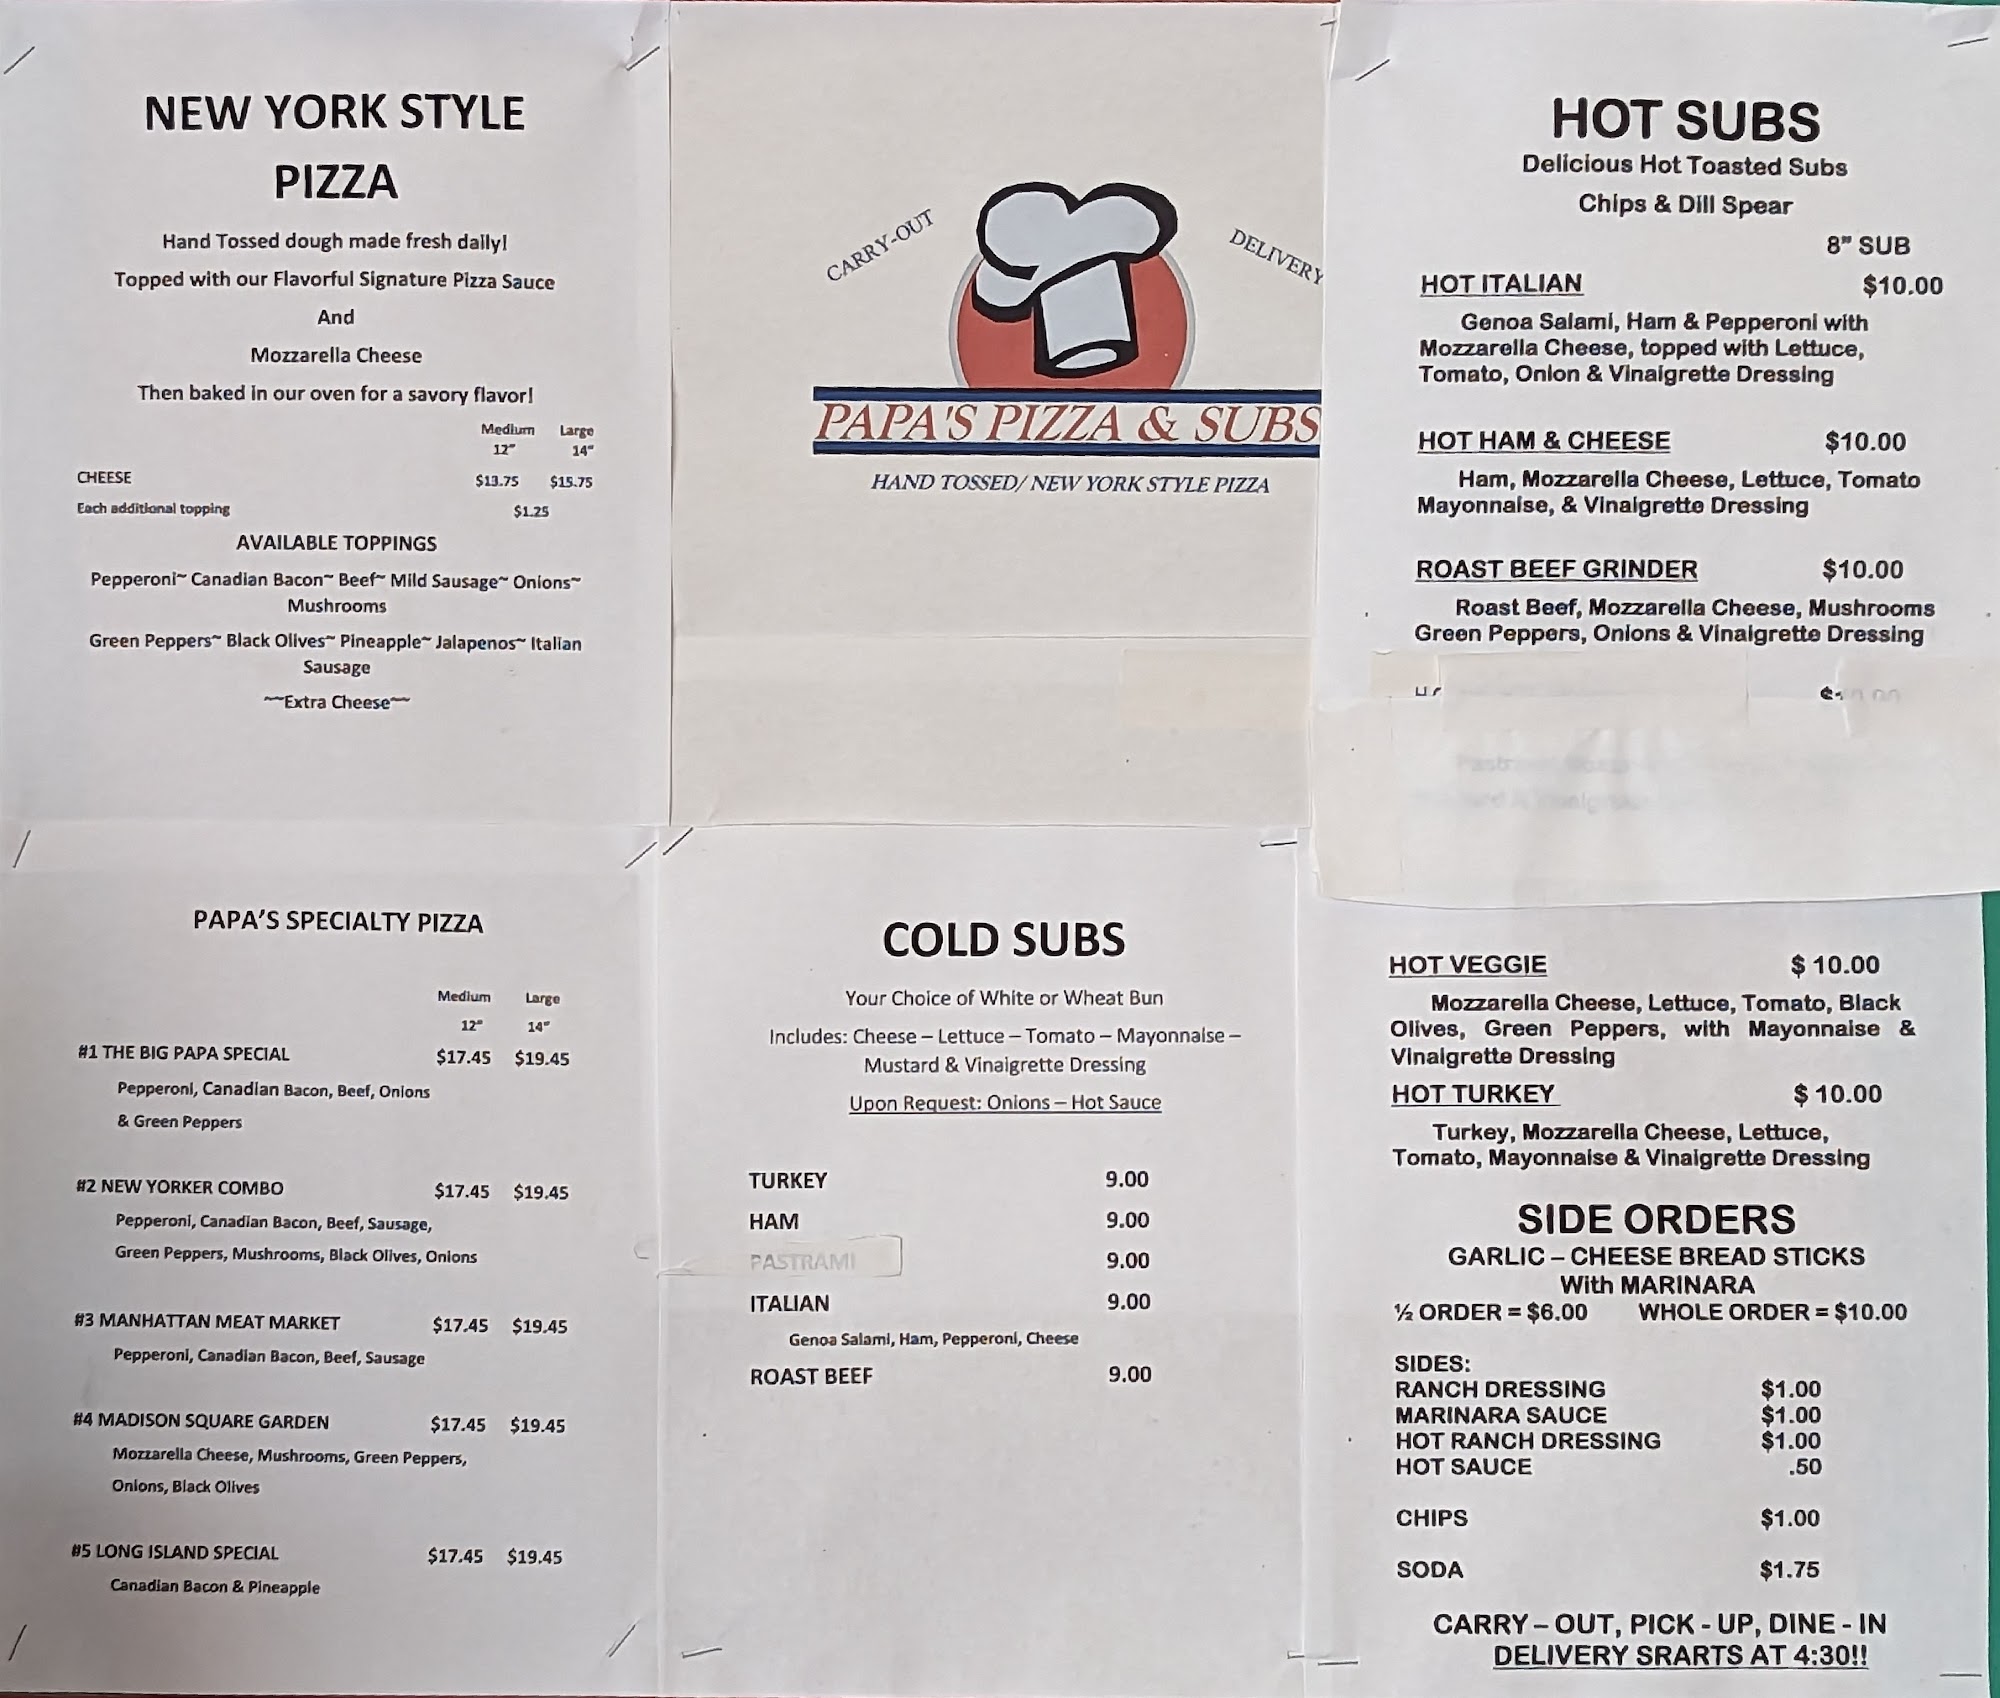 NEW YORK STYLE
PIZZA
Hand Tossed dough made fresh daily!
Topped with our Flavorful Signature Pizza Sauce
And
Mozzarella Cheese
Then baked in our oven for a savory flavor!
Medium Large
12" 14"
CHEESE $13.75 $15.75
Each additional topping $1.25
AVAILABLE TOPPINGS
Pepperoni~ Canadian Bacon~ Beef~ Mild Sausage~ Onions~
Mushrooms
Green Peppers~ Black Olives~ Pineapple~ Jalapenos~ Italian
Sausage
~~Extra Cheese~~
CARRY-OUT
DELIVERY
PAPA'S PIZZA & SUBS
HAND TOSSED/ NEW YORK STYLE PIZZA
HOT SUBS
Delicious Hot Toasted Subs
Chips & Dill Spear
8" SUB
HOT ITALIAN $10.00
Genoa Salami, Ham & Pepperoni with
Mozzarella Cheese, topped with Lettuce,
Tomato, Onion & Vinaigrette Dressing
HOT HAM & CHEESE $10.00
Ham, Mozzarella Cheese, Lettuce, Tomato
Mayonnaise, & Vinaigrette Dressing
ROAST BEEF GRINDER $10.00
Roast Beef, Mozzarella Cheese, Mushrooms
Green Peppers, Onions & Vinaigrette Dressing
PAPA'S SPECIALTY PIZZA
Medium Large
12" 14"
#1 THE BIG PAPA SPECIAL $17.45 $19.45
Pepperoni, Canadian Bacon, Beef, Onions
& Green Peppers
#2 NEW YORKER COMBO $17.45 $19.45
Pepperoni, Canadian Bacon, Beef, Sausage,
Green Peppers, Mushrooms, Black Olives, Onions
#3 MANHATTAN MEAT MARKET $17.45 $19.45
Pepperoni, Canadian Bacon, Beef, Sausage
#4 MADISON SQUARE GARDEN $17.45 $19.45
Mozzarella Cheese, Mushrooms, Green Peppers,
Onions, Black Olives
#5 LONG ISLAND SPECIAL $17.45 $19.45
Canadian Bacon & Pineapple
COLD SUBS
Your Choice of White or Wheat Bun
Includes: Cheese – Lettuce – Tomato – Mayonnaise –
Mustard & Vinaigrette Dressing
Upon Request: Onions – Hot Sauce
TURKEY 9.00
HAM 9.00
PASTRAMI 9.00
ITALIAN 9.00
Genoa Salami, Ham, Pepperoni, Cheese
ROAST BEEF 9.00
HOT VEGGIE $ 10.00
Mozzarella Cheese, Lettuce, Tomato, Black
Olives, Green Peppers, with Mayonnaise &
Vinaigrette Dressing
HOT TURKEY $ 10.00
Turkey, Mozzarella Cheese, Lettuce,
Tomato, Mayonnaise & Vinaigrette Dressing
SIDE ORDERS
GARLIC – CHEESE BREAD STICKS
With MARINARA
½ ORDER = $6.00 WHOLE ORDER = $10.00
SIDES:
RANCH DRESSING $1.00
MARINARA SAUCE $1.00
HOT RANCH DRESSING $1.00
HOT SAUCE .50
CHIPS $1.00
SODA $1.75
CARRY – OUT, PICK - UP, DINE - IN
DELIVERY SRARTS AT 4:30!!